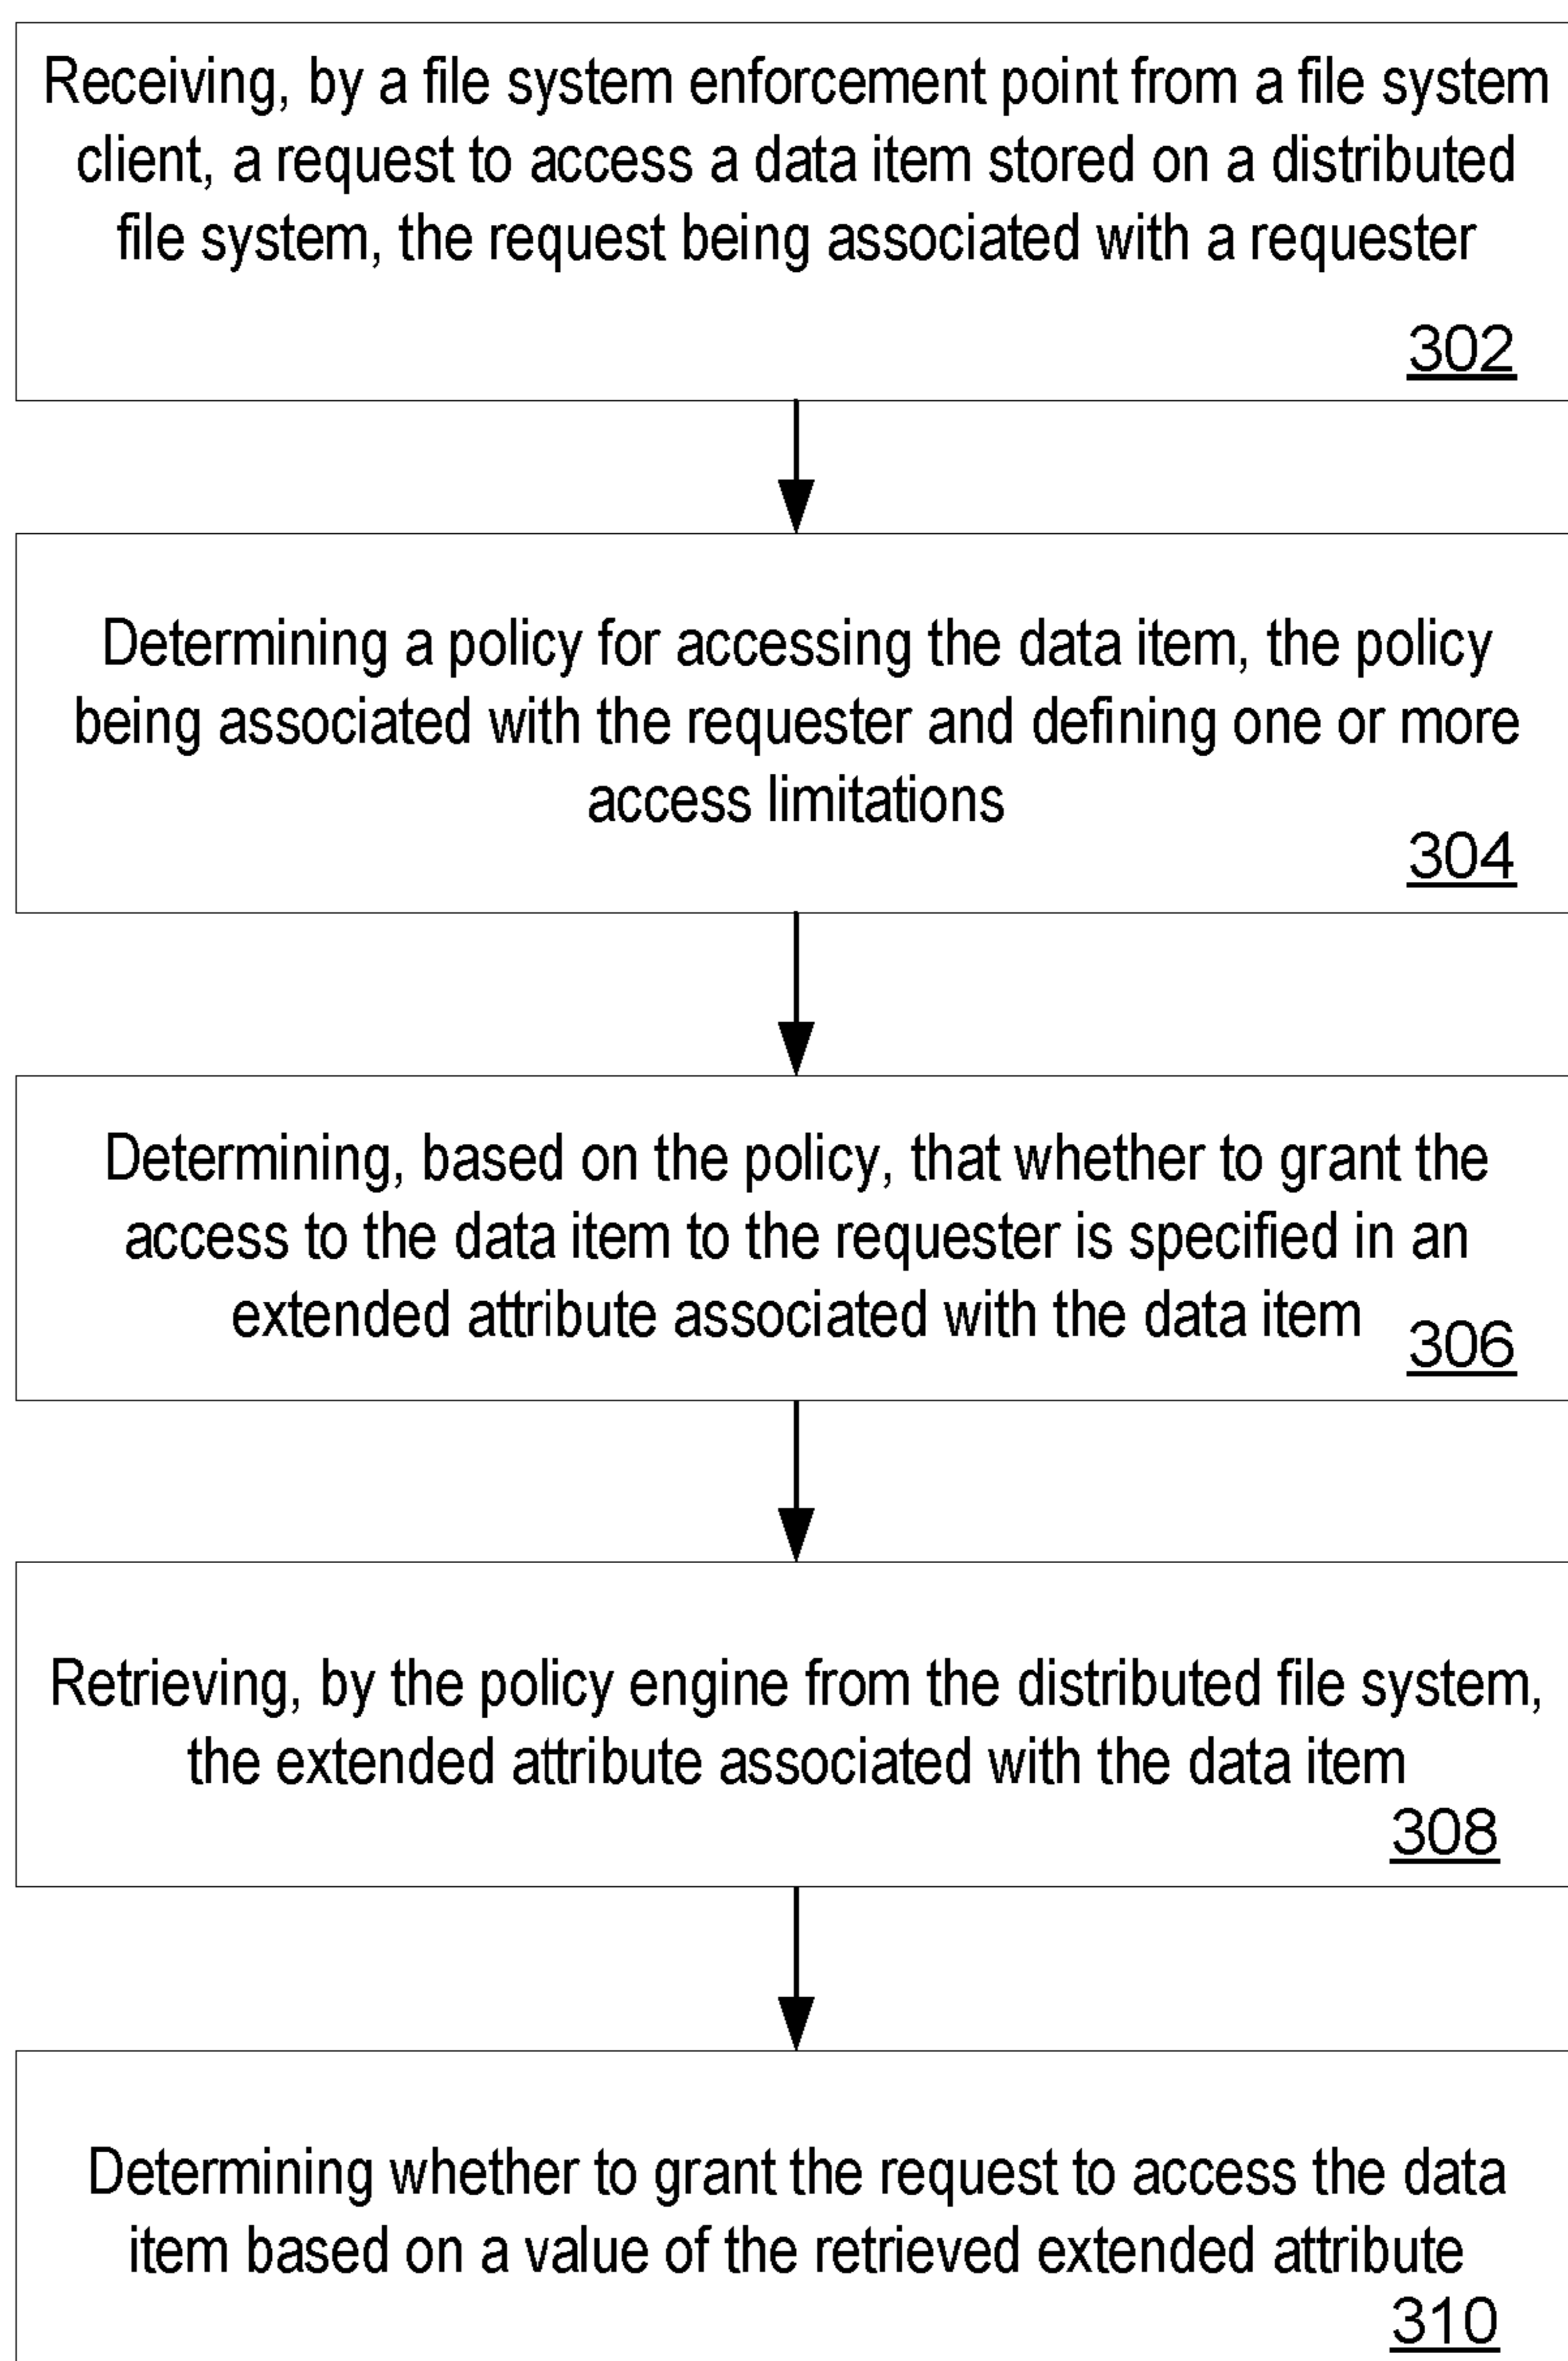 Receiving, by a file system enforcement point from a file system
client, a request to access a data item stored on a distributed
file system, the request being associated with a requester
302
Determining a policy for accessing the data item, the policy
being associated with the requester and defining one or more
access limitations
304
Determining, based on the policy, that whether to grant the
access to the data item to the requester is specified in an
extended attribute associated with the data item
306
Retrieving, by the policy engine from the distributed file system,
the extended attribute associated with the data item
308
Determining whether to grant the request to access the data
item based on a value of the retrieved extended attribute
310